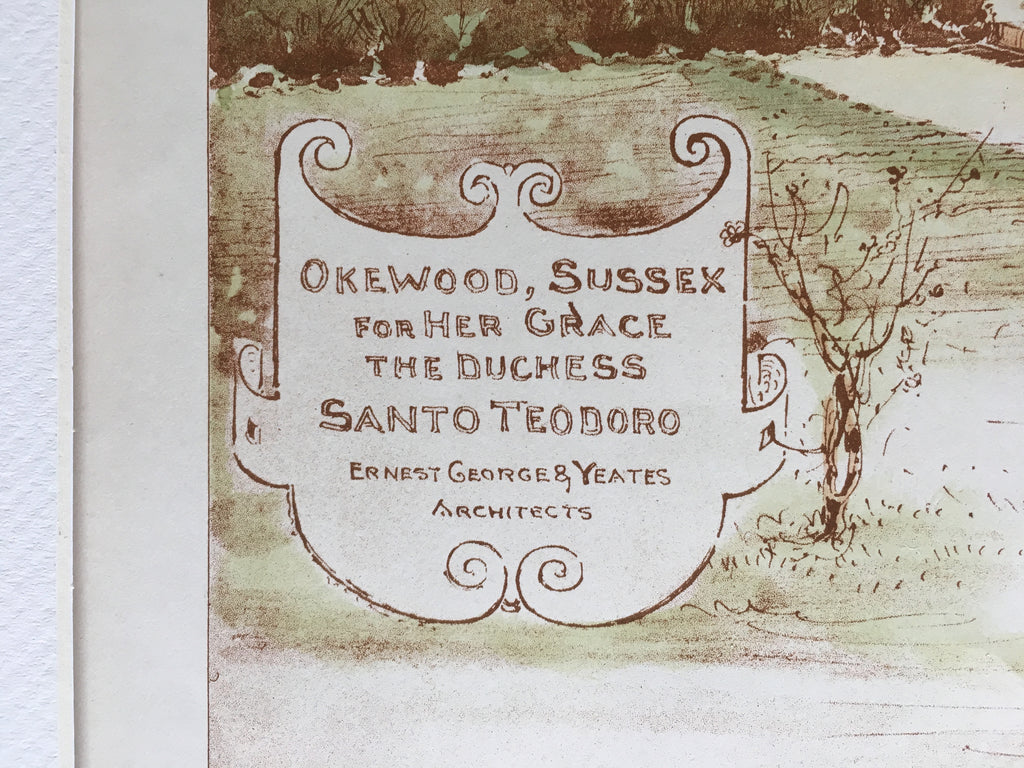 OKEWOOD, SUSSEX
FOR HER GRACE
THE DUCHESS
SANTO TEODORO
ERNEST GEORGE & YEATES
ARCHITECTS